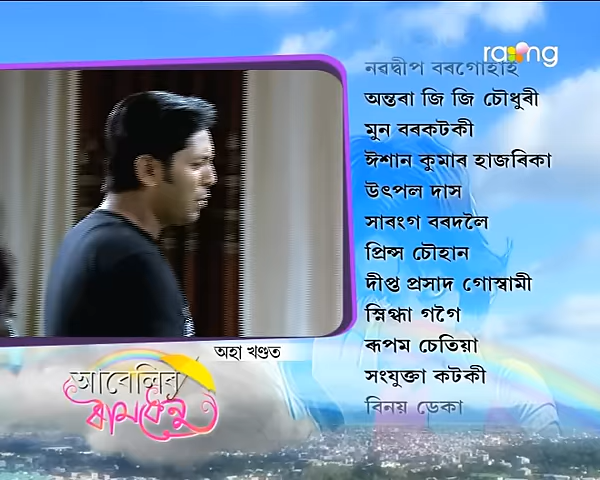 rang
নৱদ্বীপ বৰগোহাই
অন্তৰা জি জি চৌধুৰী
মুন বৰকটকী
ঈশান কুমাৰ হাজৰিকা
উৎপল দাস
সাৰংগ বৰদলৈ
প্ৰিন্স চৌহান
দীপ্ত প্ৰসাদ গোস্বামী
স্নিগ্ধা গগৈ
ৰূপম চেতিয়া
সংযুক্তা কটকী
বিনয় ডেকা
অহা খণ্ডত
আবেলিৰ
ৰামধেনু